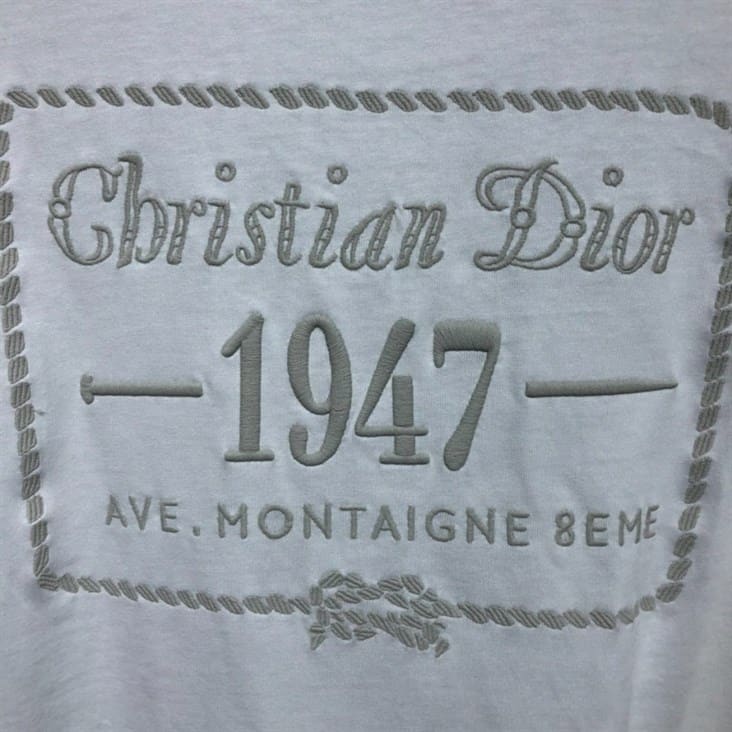 Christian Dior
1947
AVE. MONTAIGNE 8EME